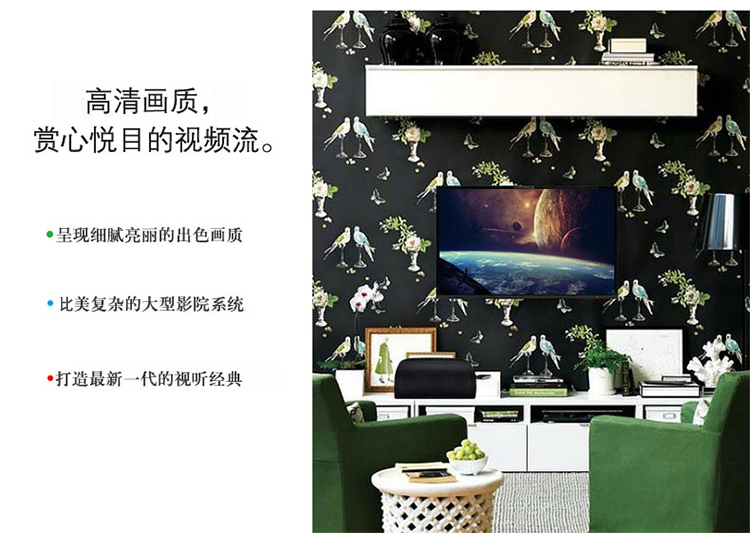 高清画质,
赏心悦目的视频流。
呈现细腻亮丽的出色画质
比美复杂的大型影院系统
打造最新一代的视听经典